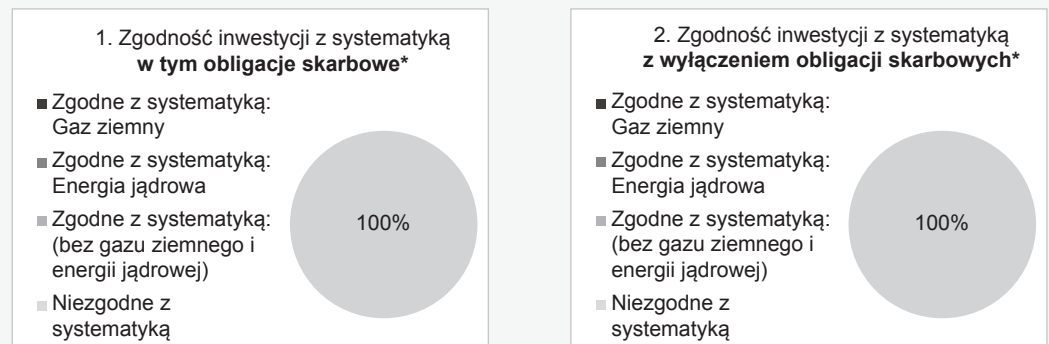 1. Zgodność inwestycji z systematyką
w tym obligacje skarbowe*
Zgodne z systematyką:
Gaz ziemny
Zgodne z systematyką:
Energia jądrowa
Zgodne z systematyką:
(bez gazu ziemnego i
energii jądrowej)
Niezgodne z
systematyką
100%
2. Zgodność inwestycji z systematyką
z wyłączeniem obligacji skarbowych*
Zgodne z systematyką:
Gaz ziemny
Zgodne z systematyką:
Energia jądrowa
Zgodne z systematyką:
(bez gazu ziemnego i
energii jądrowej)
Niezgodne z
systematyką
100%